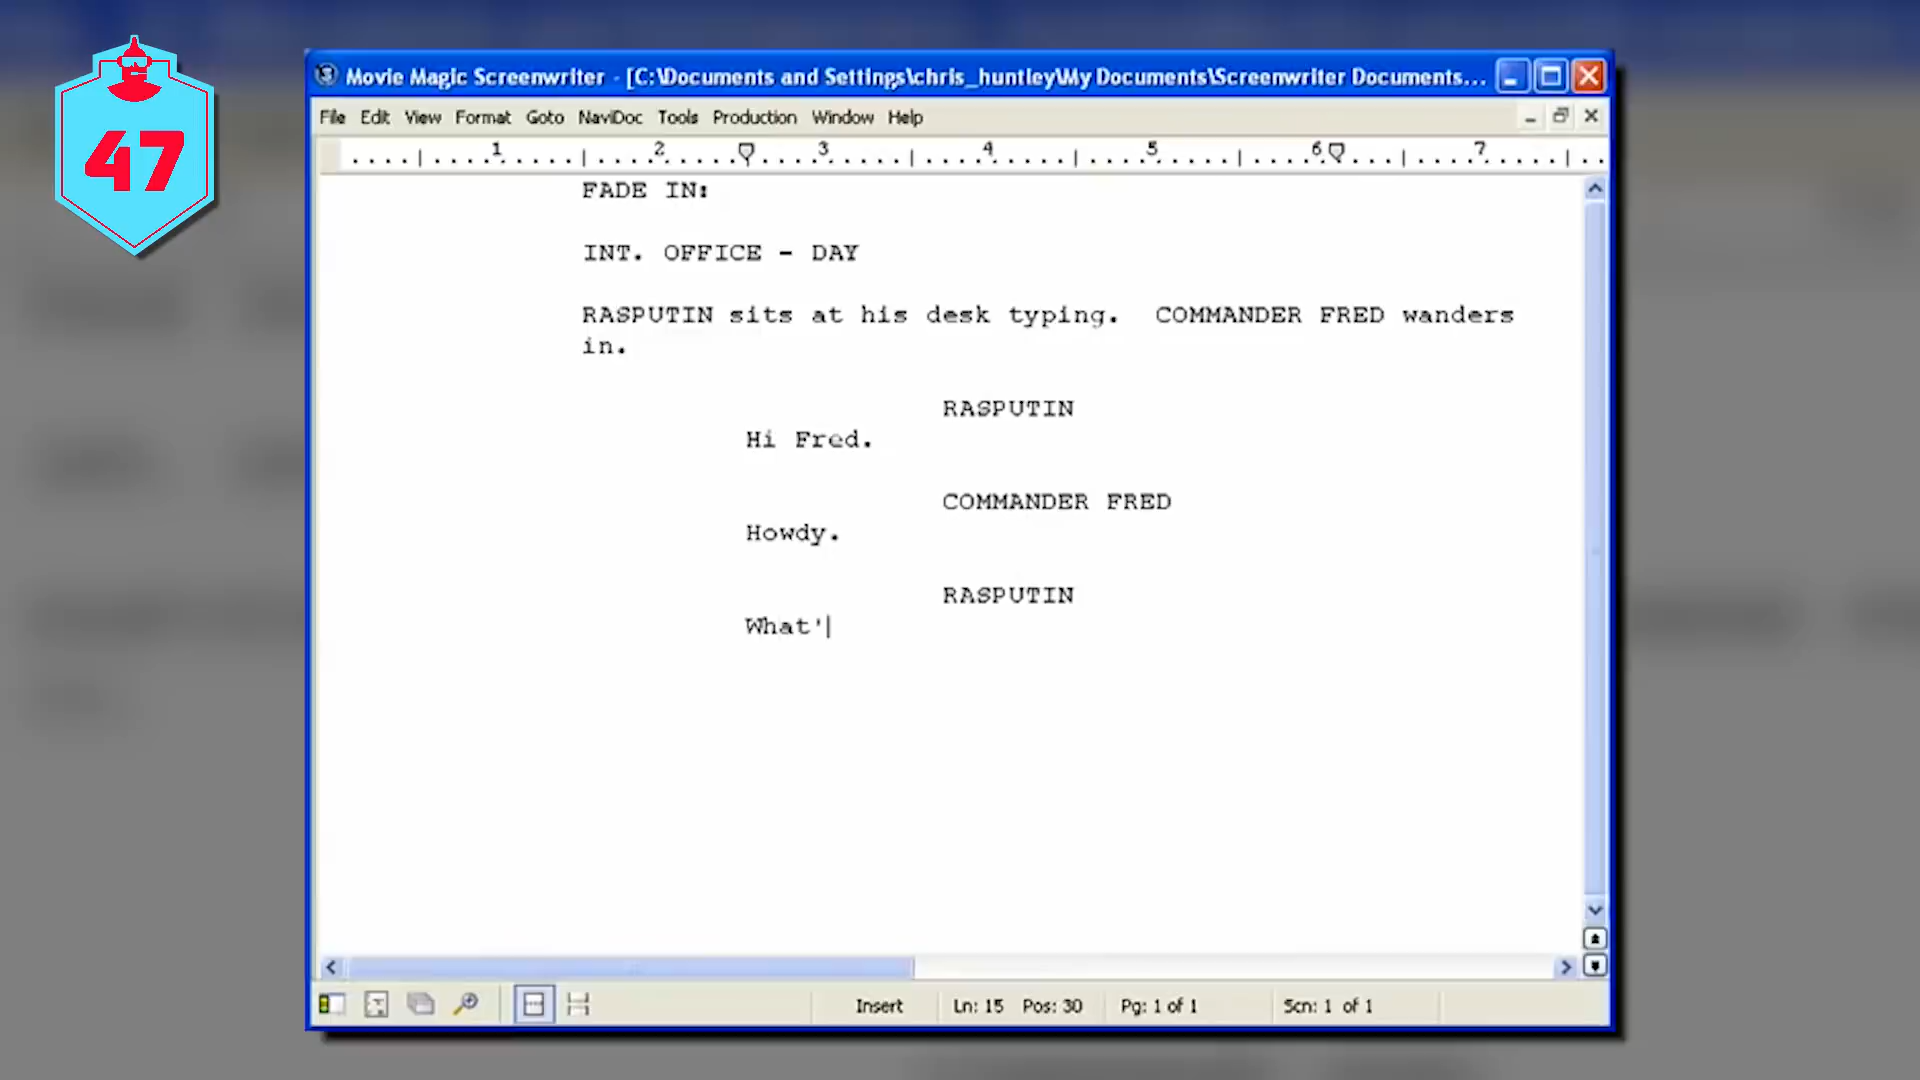 47
Movie Magic Screenwriter - [C:\Documents and Settings\chris_huntley\My Documents\Screenwriter Documents...
File Edit View Format Goto NaviDoc Tools Production Window Help
1 2 3 4 5 6 7
FADE IN:
INT. OFFICE - DAY
RASPUTIN sits at his desk typing. COMMANDER FRED wanders
in.
RASPUTIN
Hi Fred.
COMMANDER FRED
Howdy.
RASPUTIN
What'
Insert Ln: 15 Pos: 30 Pg: 1 of 1 Scn: 1 of 1